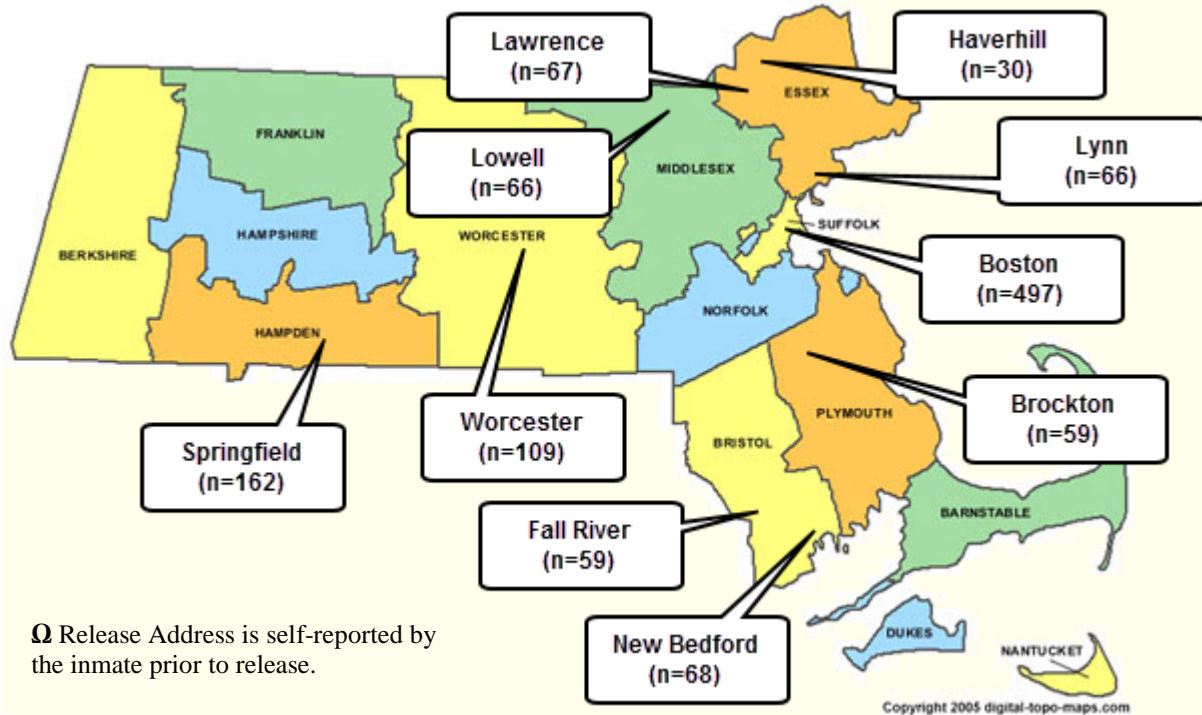 Lawrence
(n=67)
Haverhill
(n=30)
ESSEX
FRANKLIN
Lowell
(n=66)
MIDDLESEX
Lynn
(n=66)
SUFFOLK
HAMPSHIRE
WORCESTER
BERKSHIRE
Boston
(n=497)
NORFOLK
HAMPDEN
Springfield
(n=162)
Worcester
(n=109)
BRISTOL
PLYMOUTH
Brockton
(n=59)
Fall River
(n=59)
BARNSTABLE
New Bedford
(n=68)
DUKES
NANTUCKET
Ω Release Address is self-reported by
the inmate prior to release.
Copyright 2005 digital-topo-maps.com